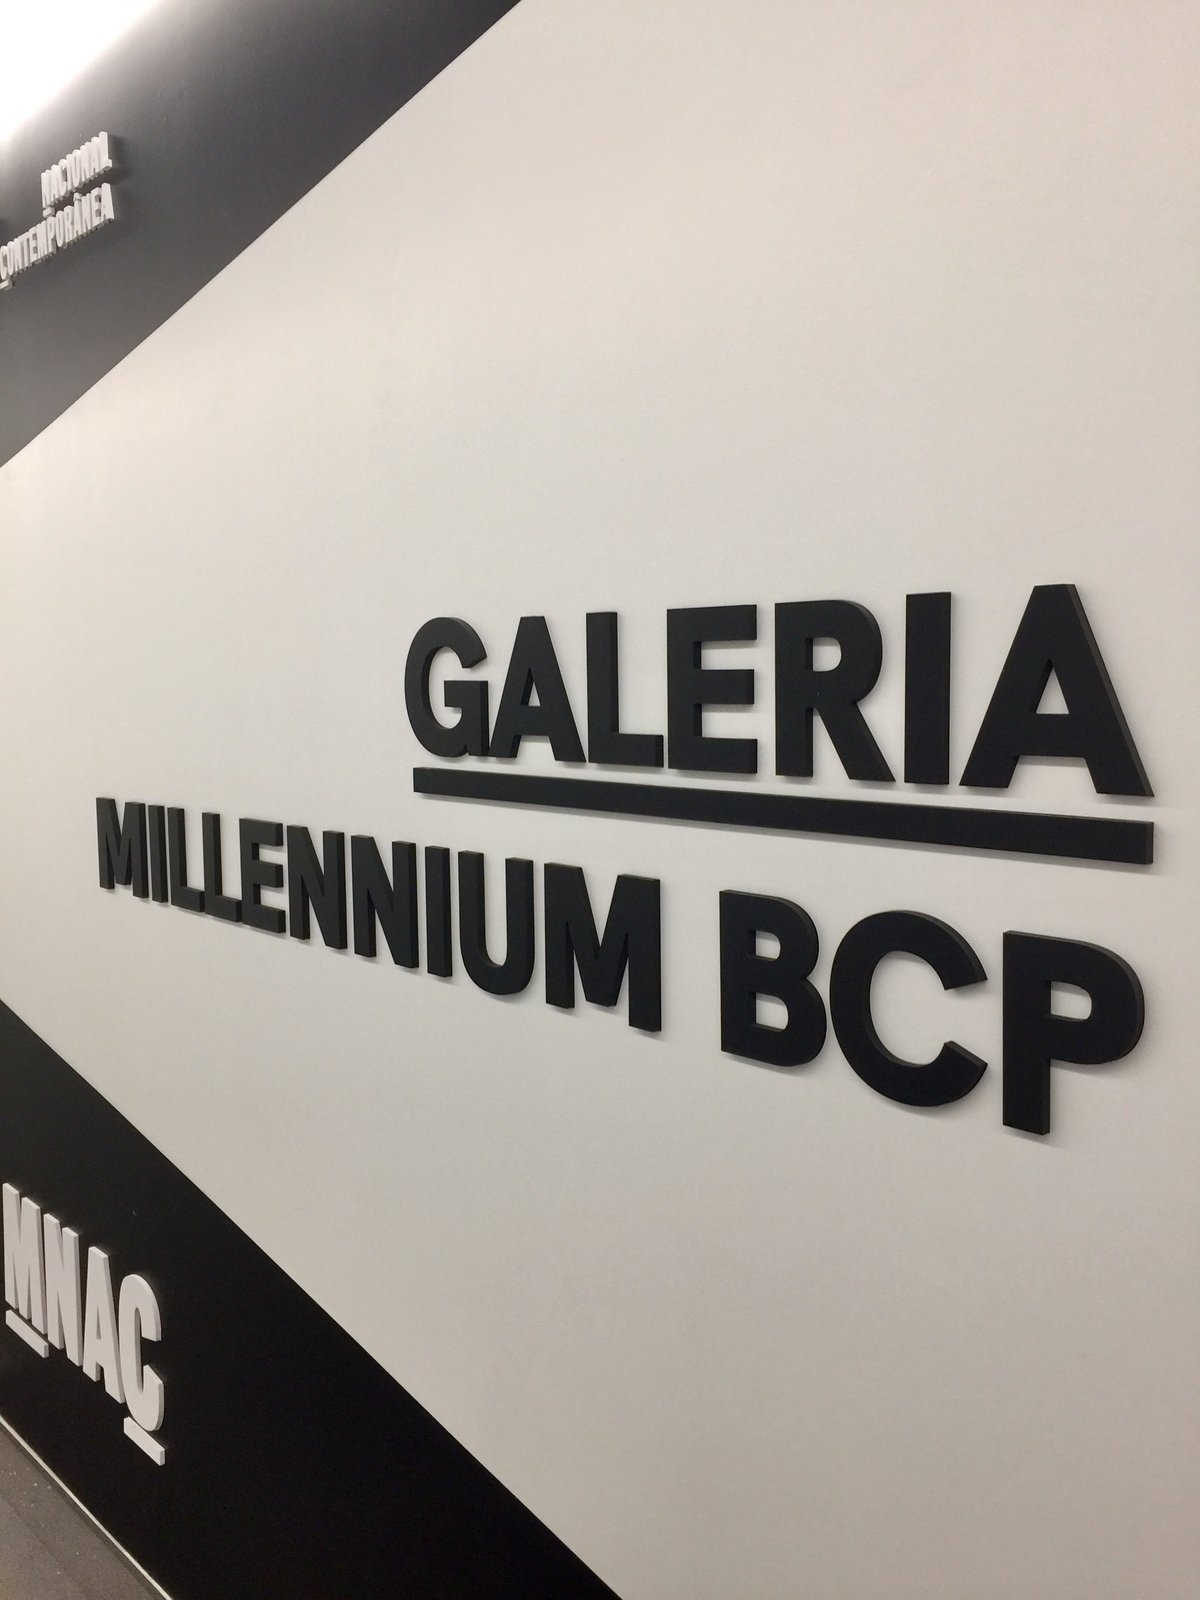 NACIONAL
CONTEMPORÂNEA
GALERIA
MILLENNIUM BCP
MNAC